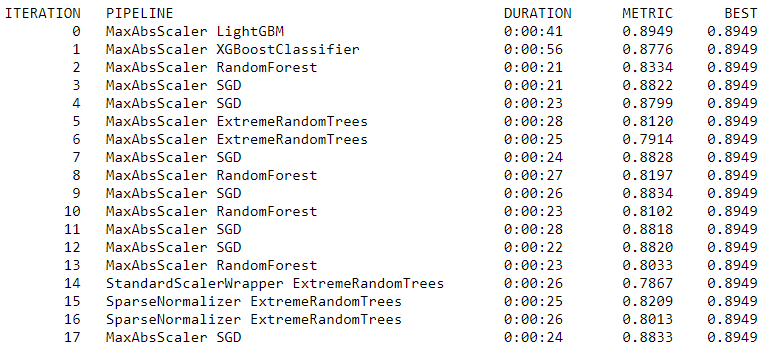 ITERATION PIPELINE DURATION METRIC BEST
0 MaxAbsScaler LightGBM 0:00:41 0.8949 0.8949
1 MaxAbsScaler XGBoostClassifier 0:00:56 0.8776 0.8949
2 MaxAbsScaler RandomForest 0:00:21 0.8334 0.8949
3 MaxAbsScaler SGD 0:00:21 0.8822 0.8949
4 MaxAbsScaler SGD 0:00:23 0.8799 0.8949
5 MaxAbsScaler ExtremeRandomTrees 0:00:28 0.8120 0.8949
6 MaxAbsScaler ExtremeRandomTrees 0:00:25 0.7914 0.8949
7 MaxAbsScaler SGD 0:00:24 0.8828 0.8949
8 MaxAbsScaler RandomForest 0:00:27 0.8197 0.8949
9 MaxAbsScaler SGD 0:00:26 0.8834 0.8949
10 MaxAbsScaler RandomForest 0:00:23 0.8102 0.8949
11 MaxAbsScaler SGD 0:00:28 0.8818 0.8949
12 MaxAbsScaler SGD 0:00:22 0.8820 0.8949
13 MaxAbsScaler RandomForest 0:00:23 0.8033 0.8949
14 StandardScalerWrapper ExtremeRandomTrees 0:00:26 0.7867 0.8949
15 SparseNormalizer ExtremeRandomTrees 0:00:25 0.8209 0.8949
16 SparseNormalizer ExtremeRandomTrees 0:00:26 0.8013 0.8949
17 MaxAbsScaler SGD 0:00:24 0.8833 0.8949